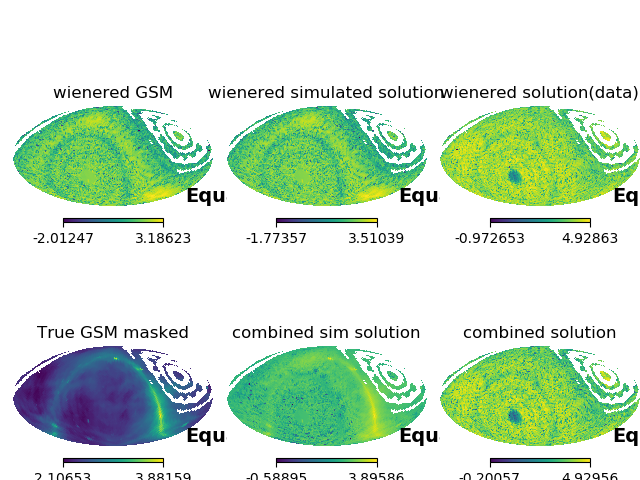 wienered GSM
wienered simulated solution
wienered solution(data)
Equ
Equ
Eq
-2.01247
3.18623
-1.77357
3.51039
-0.972653
4.92863
True GSM masked
combined sim solution
combined solution
Equ
Equ
Eq
2.10653
3.88159
-0.58895
3.89586
-0.20057
4.92956